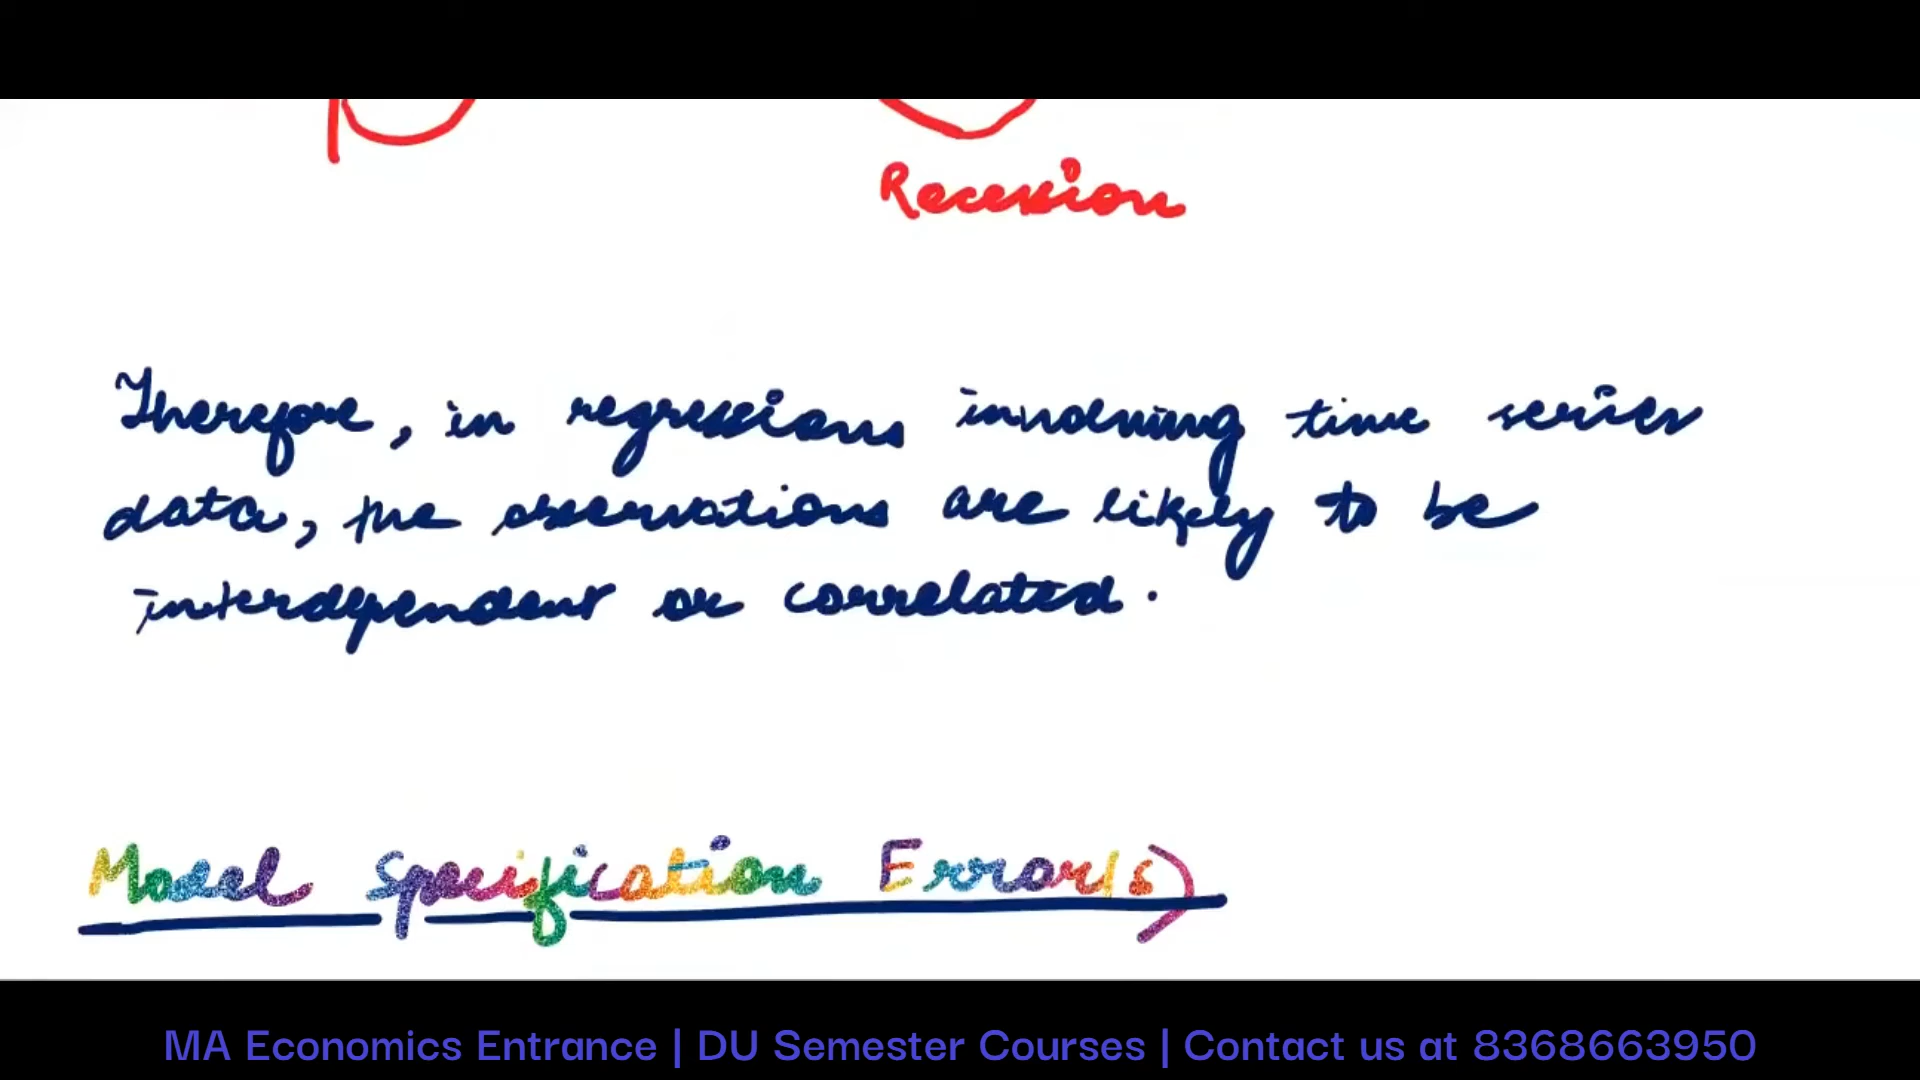 Recession
Therefore, in regressions involving time series
data, the observations are likely to be
interdependent or correlated.
Model Specification Error(s)
MA Economics Entrance | DU Semester Courses | Contact us at 8368663950